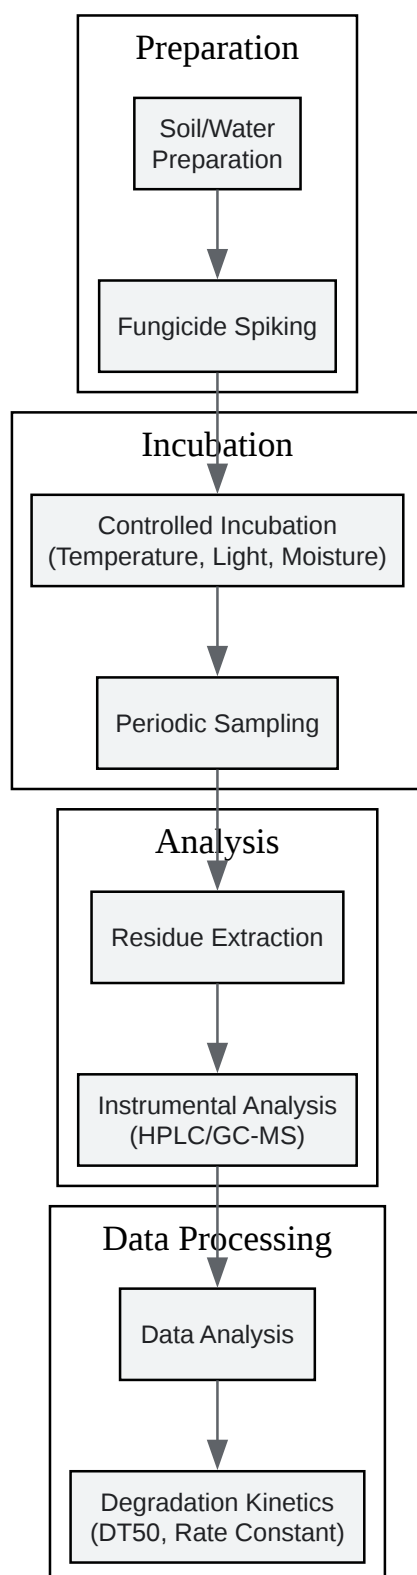 Preparation
Soil/Water
Preparation
Fungicide Spiking
Incubation
Controlled Incubation
(Temperature, Light, Moisture)
Periodic Sampling
Analysis
Residue Extraction
Instrumental Analysis
(HPLC/GC-MS)
Data Processing
Data Analysis
Degradation Kinetics
(DT50, Rate Constant)